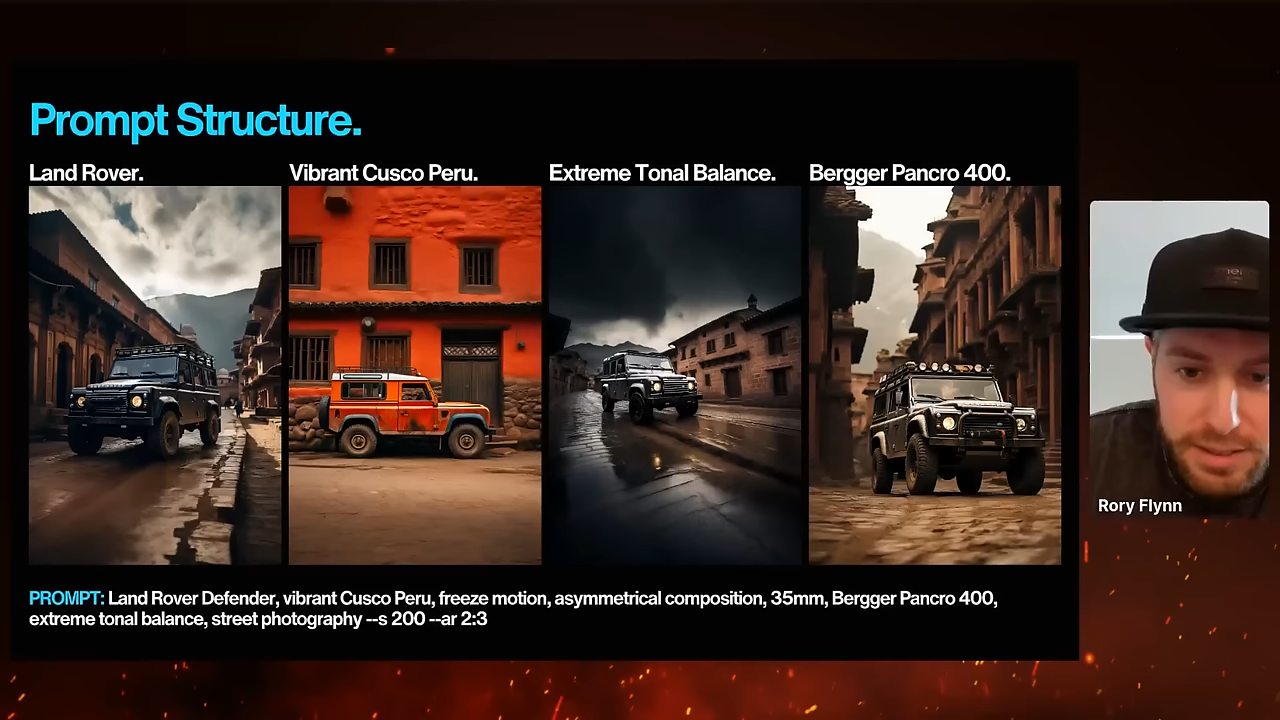 Prompt Structure.
Land Rover.
Vibrant Cusco Peru.
Extreme Tonal Balance.
Bergger Pancro 400.
Rory Flynn
PROMPT: Land Rover Defender, vibrant Cusco Peru, freeze motion, asymmetrical composition, 35mm, Bergger Pancro 400,
extreme tonal balance, street photography --s 200 --ar 2:3